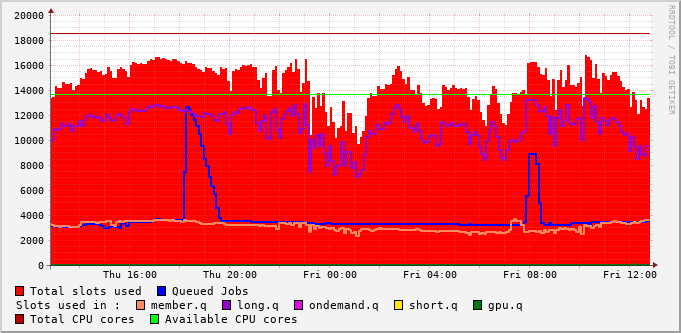 20000
18000
16000
14000
12000
10000
8000
6000
4000
2000
0
Thu 16:00 Thu 20:00 Fri 00:00 Fri 04:00 Fri 08:00 Fri 12:00
RRDTOOL / TOBI OETIKER
Total slots used Queued Jobs
Slots used in : member.q long.q ondemand.q short.q gpu.q
Total CPU cores Available CPU cores